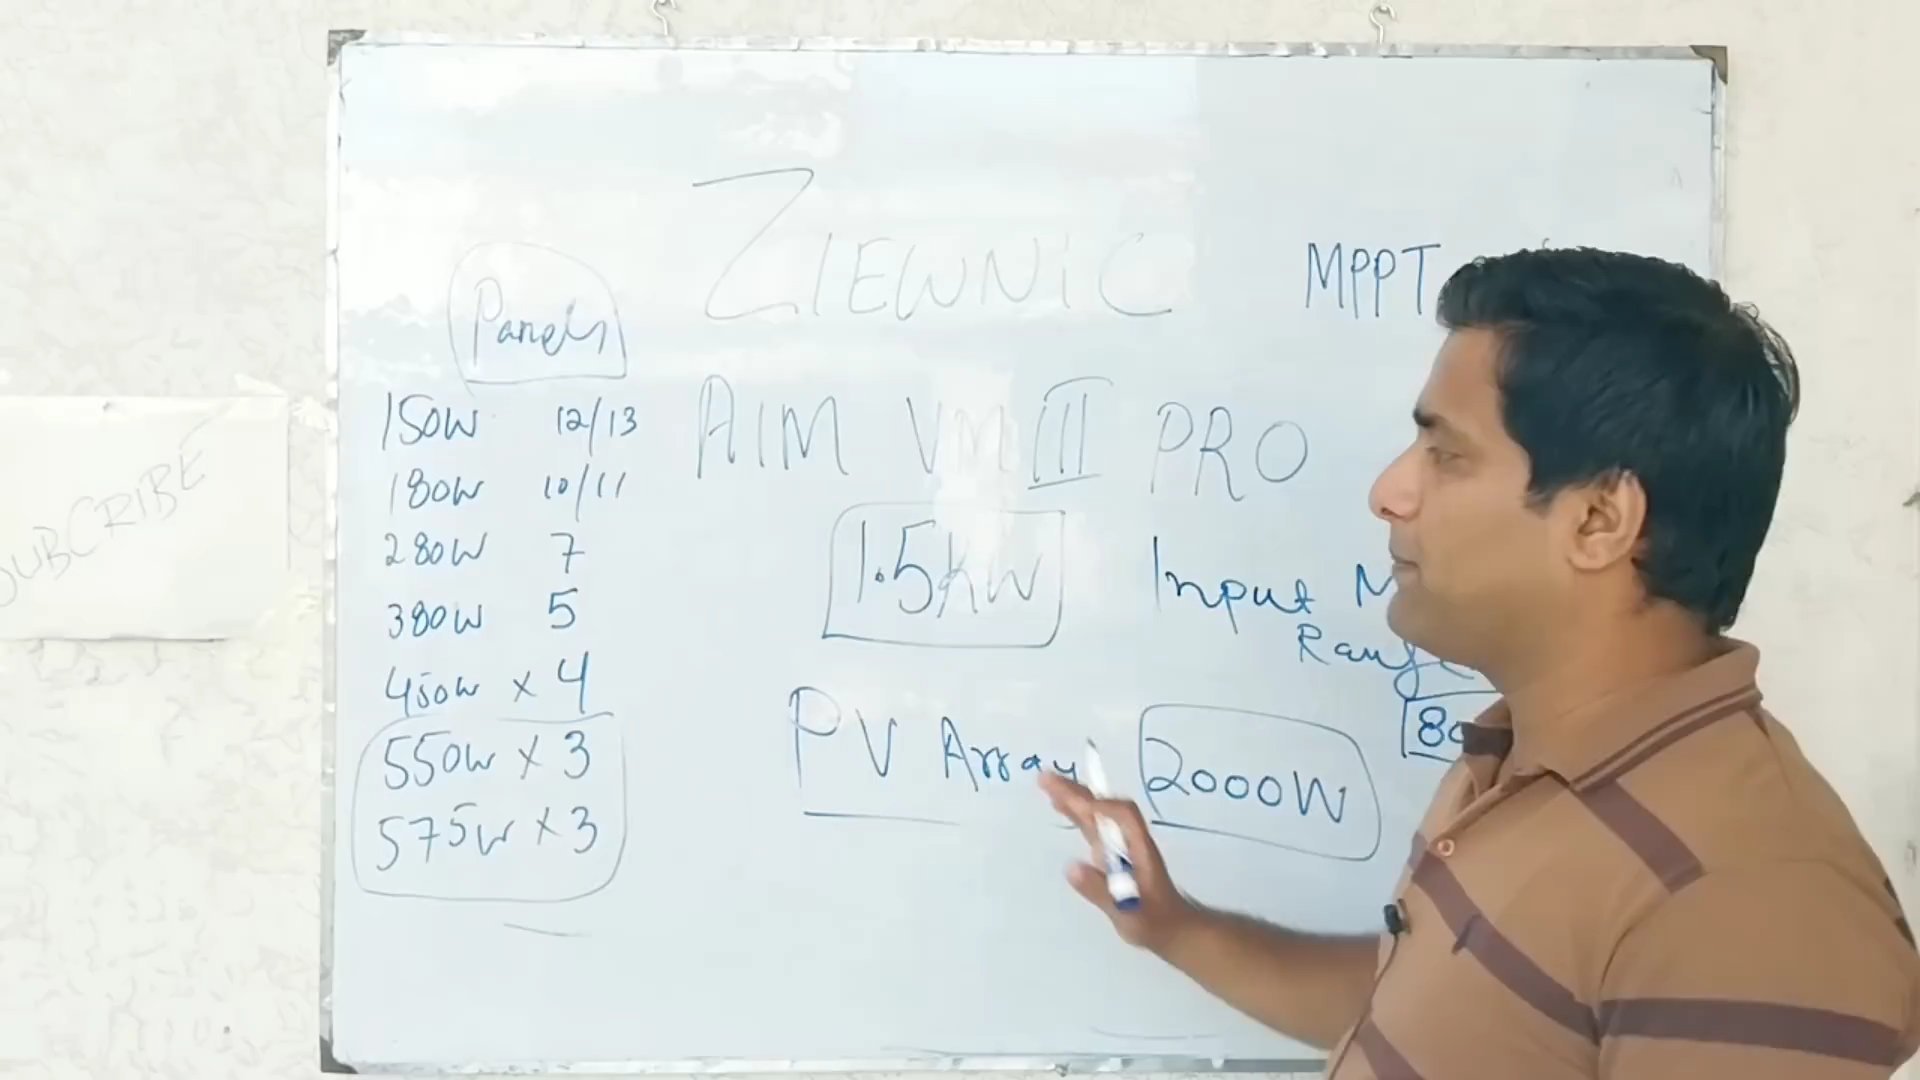 ZIEWNIC
MPPT
Panels
AIM VM III PRO
150W 12/13
180W 10/11
280W 7
380W 5
450W x 4
550W x 3
575W x 3
1.5KW
Input
PV Array 2000W
SUBCRIBE